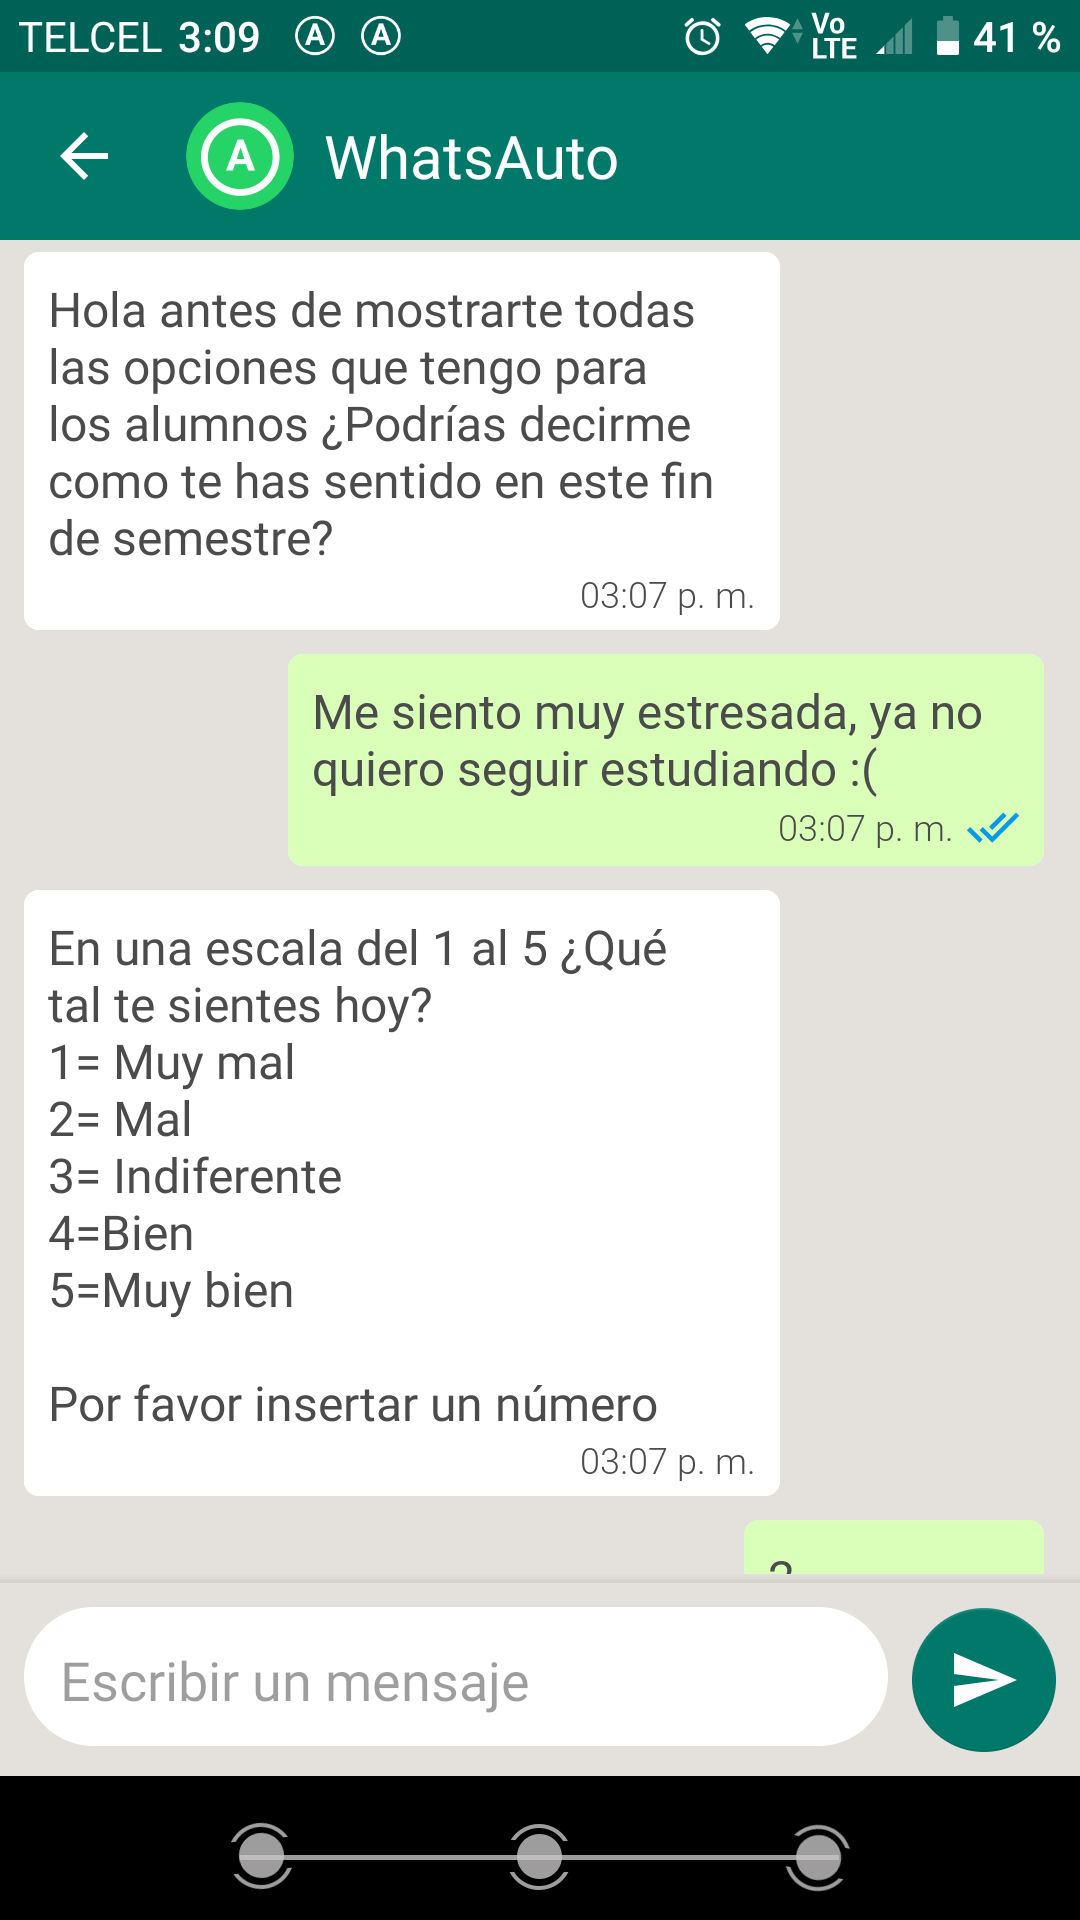 TELCEL 3:09 A A Vo LTE 41 %
A WhatsAuto
Hola antes de mostrarte todas
las opciones que tengo para
los alumnos ¿Podrías decirme
como te has sentido en este fin
de semestre?
03:07 p. m.
Me siento muy estresada, ya no
quiero seguir estudiando :(
03:07 p. m.
En una escala del 1 al 5 ¿Qué
tal te sientes hoy?
1= Muy mal
2= Mal
3= Indiferente
4=Bien
5=Muy bien
Por favor insertar un número
03:07 p. m.
Escribir un mensaje